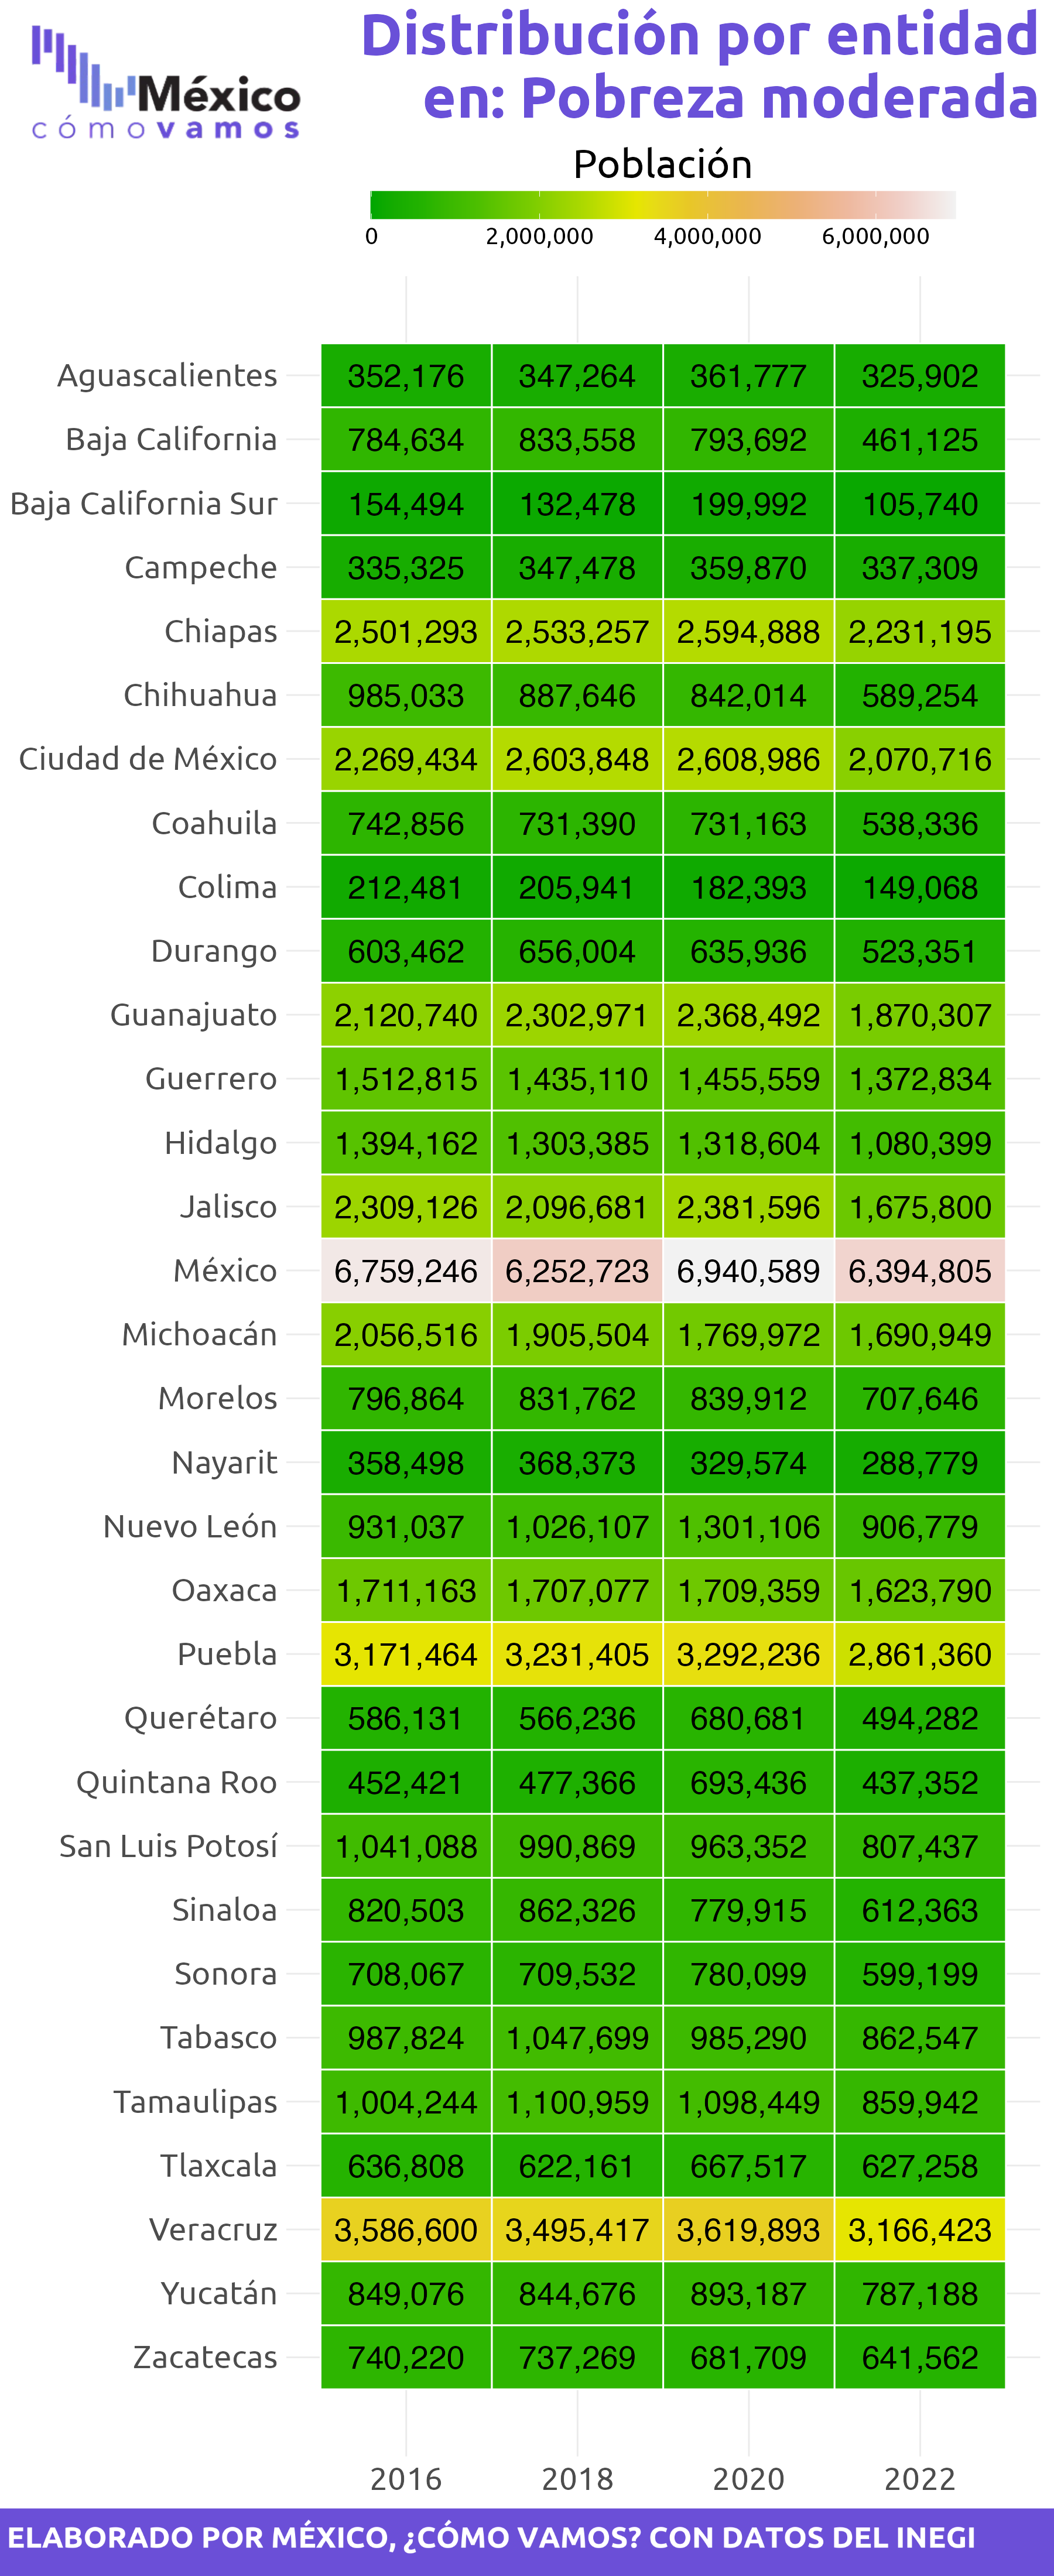 México
cómo vamos
Distribución por entidad
en: Pobreza moderada
Población
0 2,000,000 4,000,000 6,000,000
Aguascalientes 352,176 347,264 361,777 325,902
Baja California 784,634 833,558 793,692 461,125
Baja California Sur 154,494 132,478 199,992 105,740
Campeche 335,325 347,478 359,870 337,309
Chiapas 2,501,293 2,533,257 2,594,888 2,231,195
Chihuahua 985,033 887,646 842,014 589,254
Ciudad de México 2,269,434 2,603,848 2,608,986 2,070,716
Coahuila 742,856 731,390 731,163 538,336
Colima 212,481 205,941 182,393 149,068
Durango 603,462 656,004 635,936 523,351
Guanajuato 2,120,740 2,302,971 2,368,492 1,870,307
Guerrero 1,512,815 1,435,110 1,455,559 1,372,834
Hidalgo 1,394,162 1,303,385 1,318,604 1,080,399
Jalisco 2,309,126 2,096,681 2,381,596 1,675,800
México 6,759,246 6,252,723 6,940,589 6,394,805
Michoacán 2,056,516 1,905,504 1,769,972 1,690,949
Morelos 796,864 831,762 839,912 707,646
Nayarit 358,498 368,373 329,574 288,779
Nuevo León 931,037 1,026,107 1,301,106 906,779
Oaxaca 1,711,163 1,707,077 1,709,359 1,623,790
Puebla 3,171,464 3,231,405 3,292,236 2,861,360
Querétaro 586,131 566,236 680,681 494,282
Quintana Roo 452,421 477,366 693,436 437,352
San Luis Potosí 1,041,088 990,869 963,352 807,437
Sinaloa 820,503 862,326 779,915 612,363
Sonora 708,067 709,532 780,099 599,199
Tabasco 987,824 1,047,699 985,290 862,547
Tamaulipas 1,004,244 1,100,959 1,098,449 859,942
Tlaxcala 636,808 622,161 667,517 627,258
Veracruz 3,586,600 3,495,417 3,619,893 3,166,423
Yucatán 849,076 844,676 893,187 787,188
Zacatecas 740,220 737,269 681,709 641,562
2016 2018 2020 2022
ELABORADO POR MÉXICO, ¿CÓMO VAMOS? CON DATOS DEL INEGI